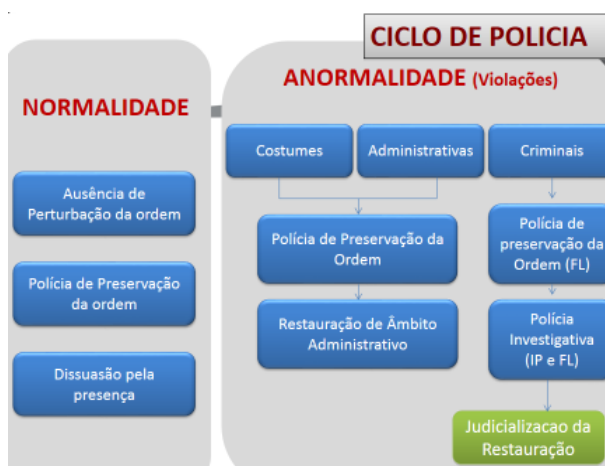 CICLO DE POLICIA
NORMALIDADE
Ausência de
Perturbação da ordem
Polícia de Preservação
da ordem
Dissuasão pela
presença
ANORMALIDADE (Violações)
Costumes
Administrativas
Criminais
Polícia de Preservação da
Ordem
Restauração de Âmbito
Administrativo
Polícia de
preservação da
Ordem (FL)
Polícia
Investigativa
(IP e FL)
Judicializacao da
Restauração